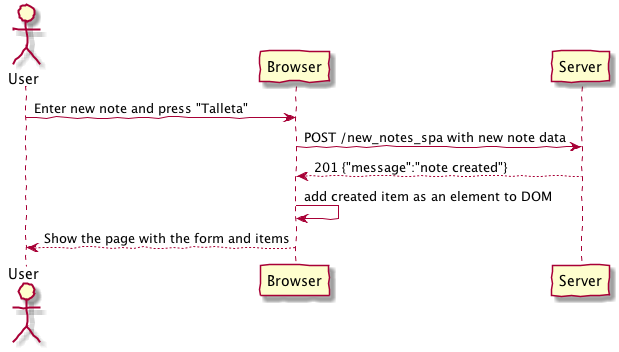 User
Browser
Server
Enter new note and press "Talleta"
POST /new_notes_spa with new note data
201 {"message":"note created"}
add created item as an element to DOM
Show the page with the form and items
User
Browser
Server